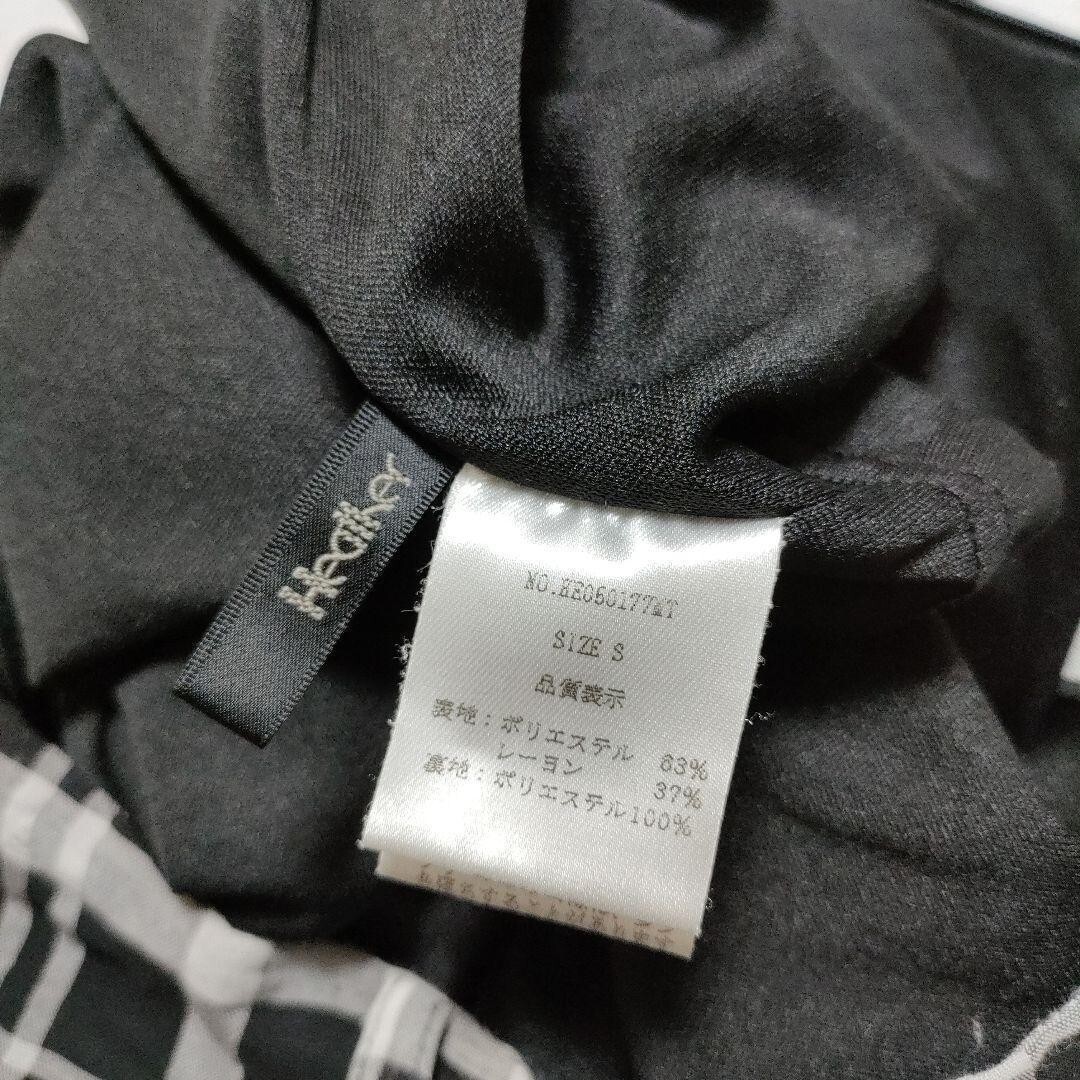 Heather
NO.HE060177MT
SIZE S
品質表示
表地：ポリエステル 63%
レーヨン 37%
裏地：ポリエステル100%